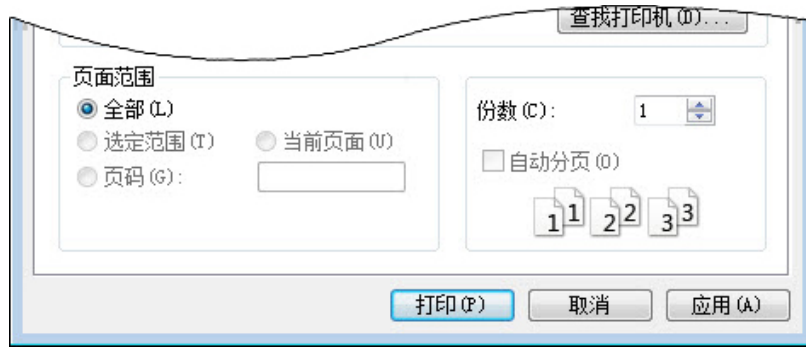 查找打印机(D)...
页面范围
全部(L)
选定范围(T) 当前页面(U)
页码(G):
份数(C): 1
自动分页(O)
1 1 2 2 3 3
打印(P) 取消 应用(A)